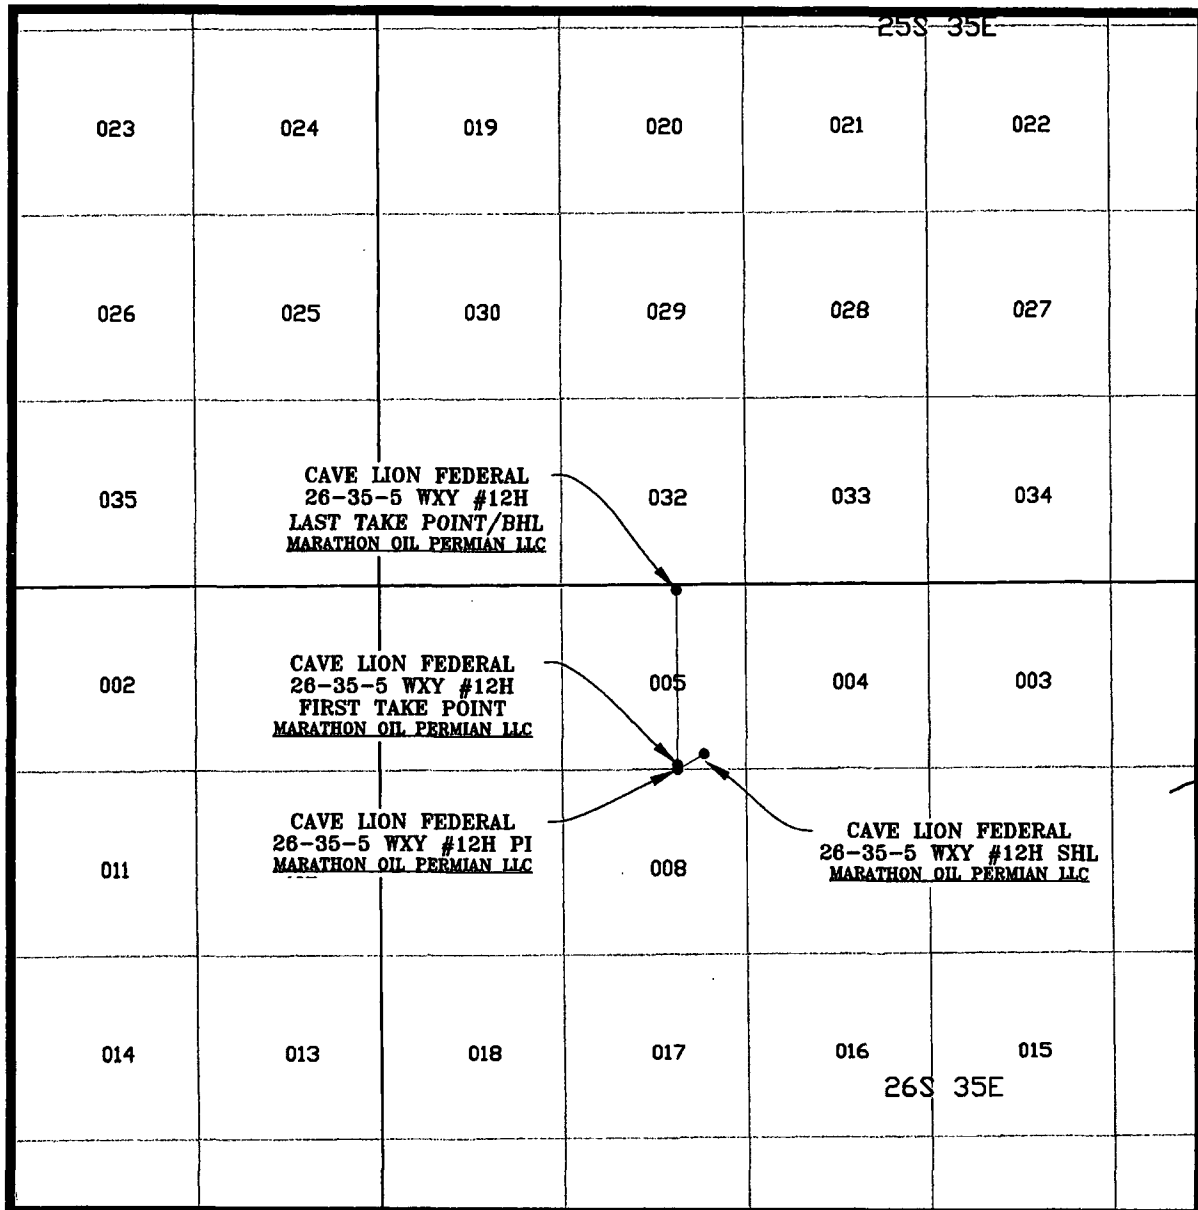 25S 35E
023 024 019 020 021 022
026 025 030 029 028 027
CAVE LION FEDERAL
26-35-5 WXY #12H
LAST TAKE POINT/BHL
MARATHON OIL PERMIAN LLC
035 032 033 034
CAVE LION FEDERAL
26-35-5 WXY #12H
FIRST TAKE POINT
MARATHON OIL PERMIAN LLC
002 005 004 003
CAVE LION FEDERAL
26-35-5 WXY #12H PI
MARATHON OIL PERMIAN LLC
CAVE LION FEDERAL
26-35-5 WXY #12H SHL
MARATHON OIL PERMIAN LLC
011 008
014 013 018 017 016 015
26S 35E